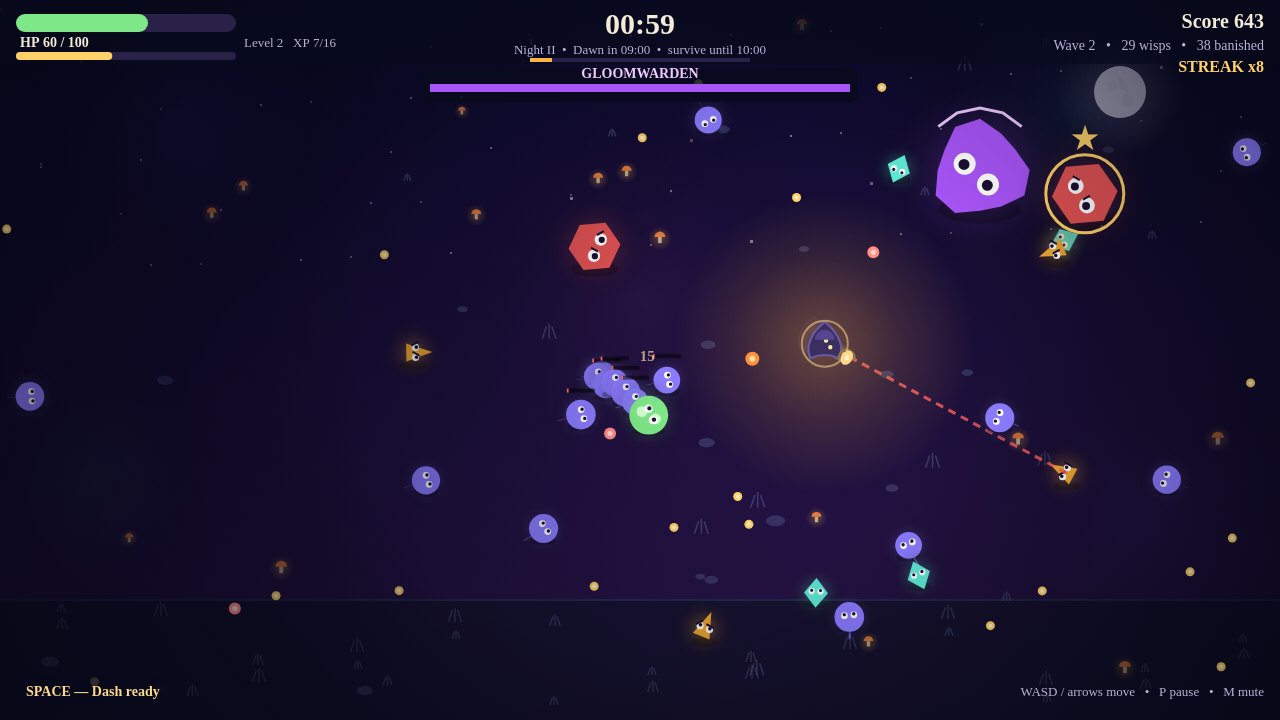 HP 60 / 100
Level 2 XP 7/16
00:59
Night II • Dawn in 09:00 • survive until 10:00
GLOOMWARDEN
Score 643
Wave 2 • 29 wisps • 38 banished
STREAK x8
15
SPACE — Dash ready
WASD / arrows move • P pause • M mute